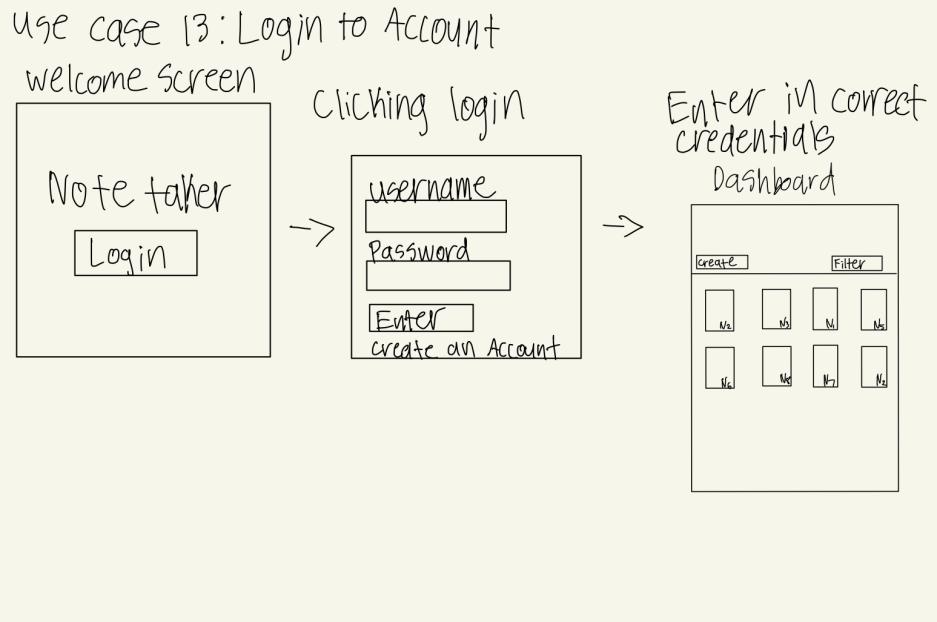 use case 13: Login to Account
welcome screen
Clicking login
Enter in correct
credentials
Dashboard
Note taker
Login
username
Password
Enter
create an Account
create
Filter
N2
N3
N1
N5
N6
N8
N7
N2